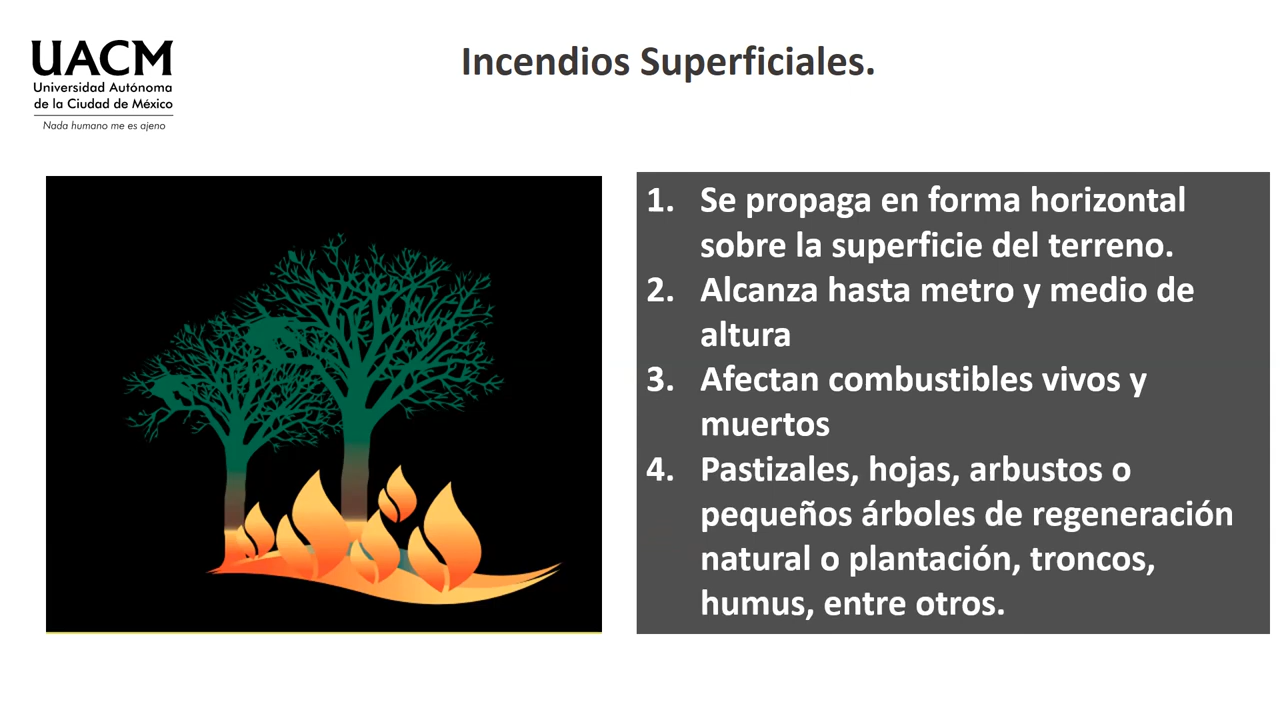 UACM
Universidad Autónoma
de la Ciudad de México
Nada humano me es ajeno
Incendios Superficiales.
1. Se propaga en forma horizontal
sobre la superficie del terreno.
2. Alcanza hasta metro y medio de
altura
3. Afectan combustibles vivos y
muertos
4. Pastizales, hojas, arbustos o
pequeños árboles de regeneración
natural o plantación, troncos,
humus, entre otros.